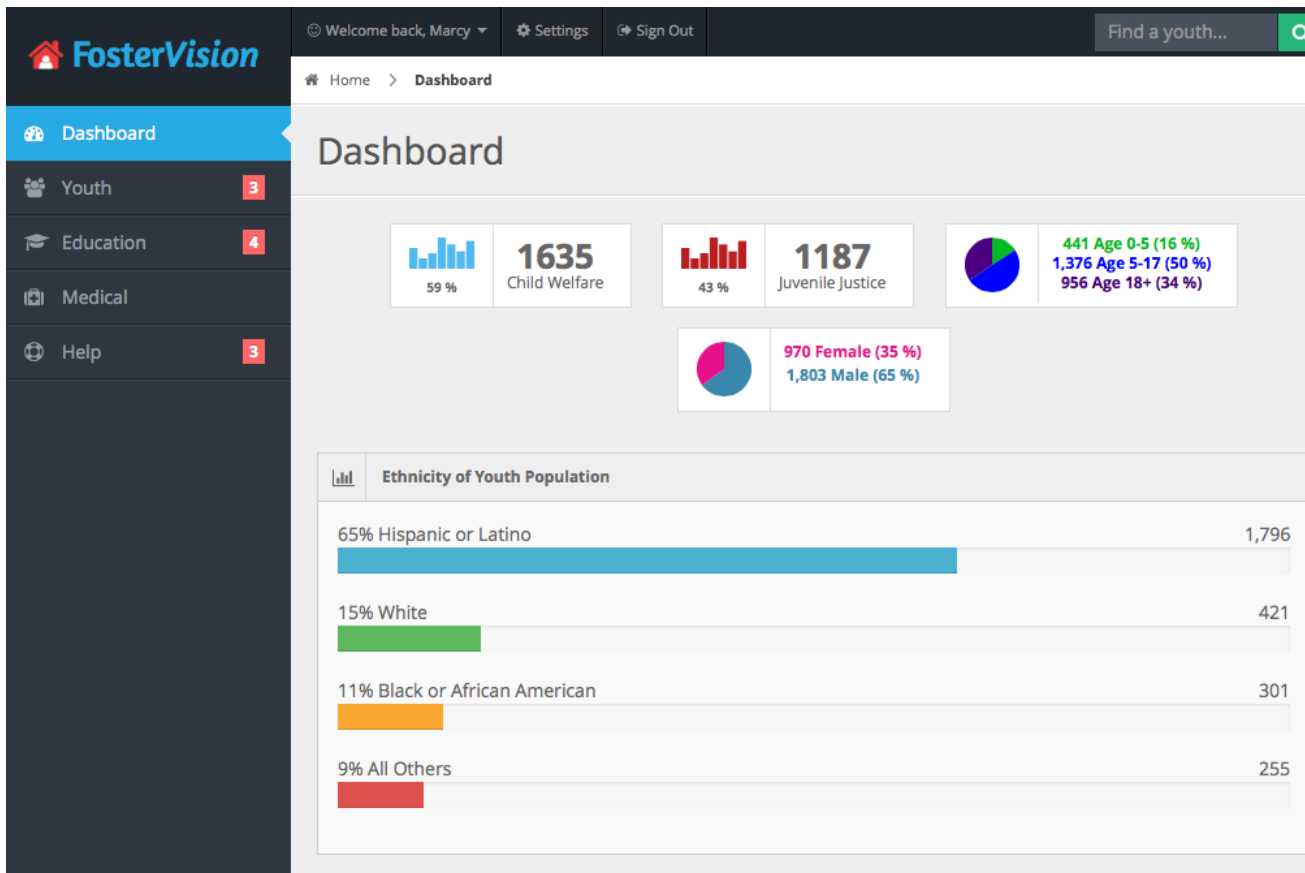 FosterVision
Welcome back, Marcy
Settings
Sign Out
Find a youth...
Home > Dashboard
Dashboard
Youth 3
Education 4
Medical
Help 3
Dashboard
59 %
1635
Child Welfare
43 %
1187
Juvenile Justice
441 Age 0-5 (16 %)
1,376 Age 5-17 (50 %)
956 Age 18+ (34 %)
970 Female (35 %)
1,803 Male (65 %)
Ethnicity of Youth Population
65% Hispanic or Latino 1,796
15% White 421
11% Black or African American 301
9% All Others 255